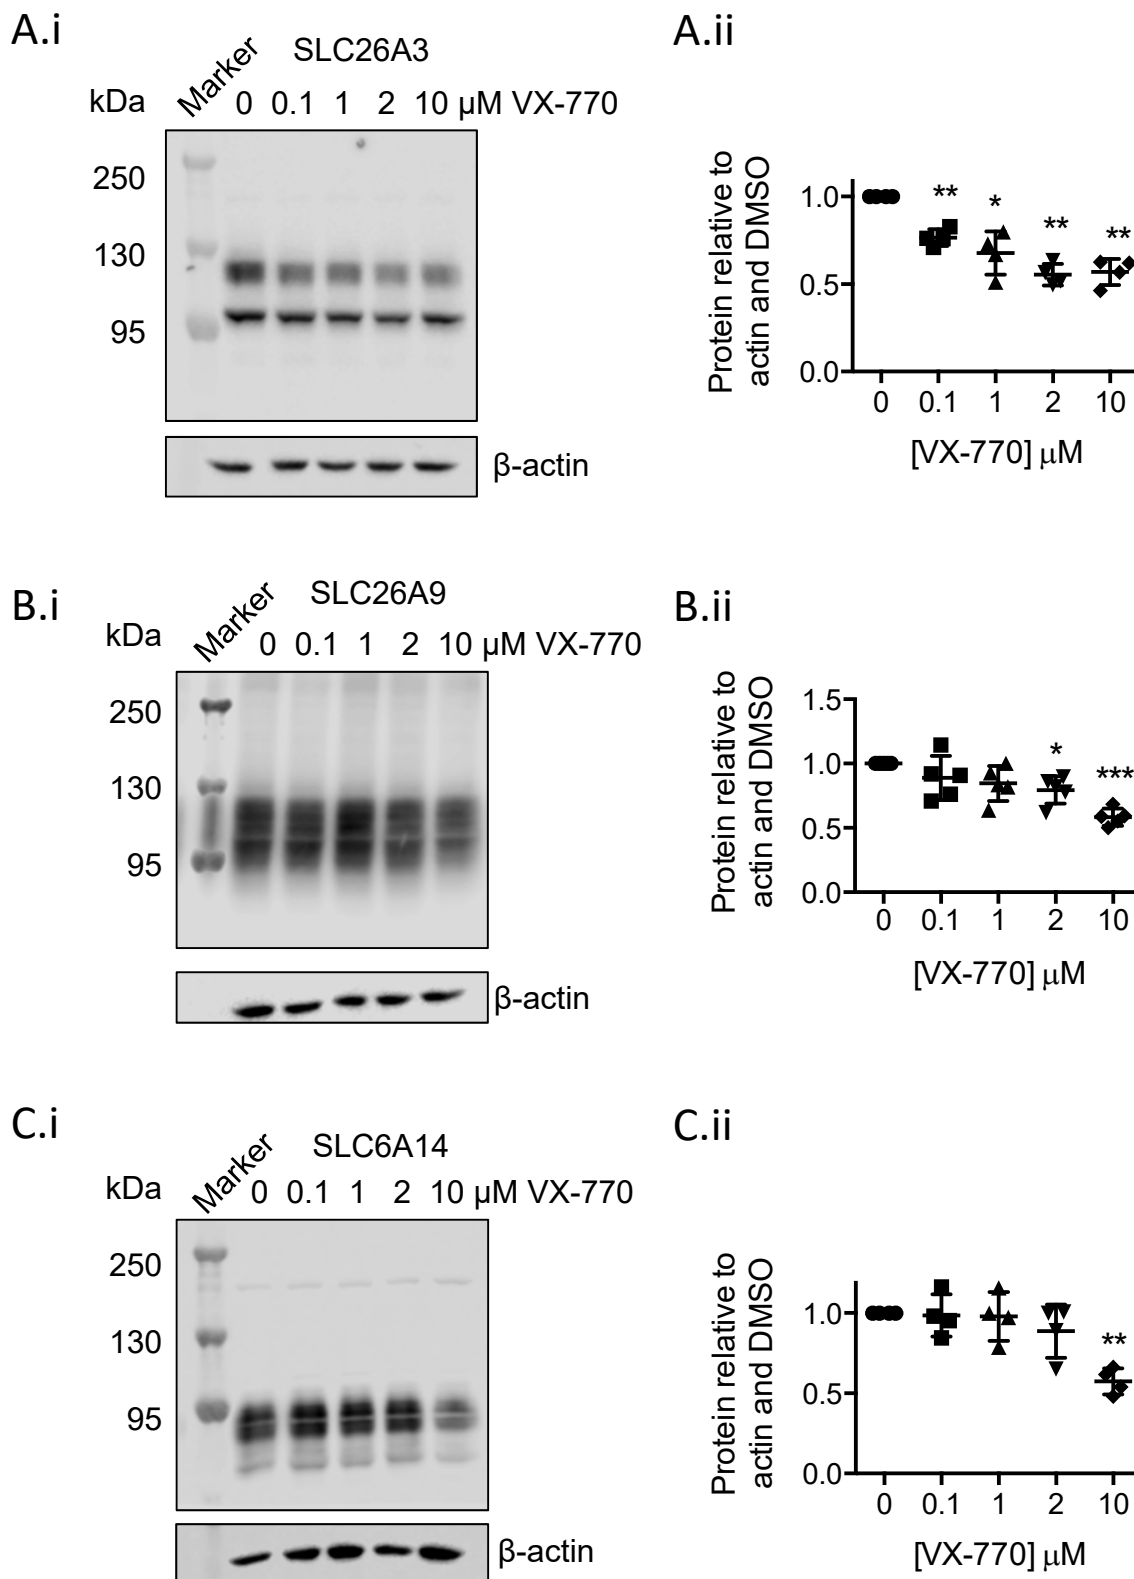 A.i
SLC26A3
Marker
kDa
0 0.1 1 2 10 µM VX-770
250
130
95
β-actin
A.ii
Protein relative to
actin and DMSO
1.0
0.5
0.0
** * ** **
0 0.1 1 2 10
[VX-770] µM
B.i
SLC26A9
Marker
kDa
0 0.1 1 2 10 µM VX-770
250
130
95
β-actin
B.ii
Protein relative to
actin and DMSO
1.5
1.0
0.5
0.0
* ***
0 0.1 1 2 10
[VX-770] µM
C.i
SLC6A14
Marker
kDa
0 0.1 1 2 10 µM VX-770
250
130
95
β-actin
C.ii
Protein relative to
actin and DMSO
1.0
0.5
0.0
**
0 0.1 1 2 10
[VX-770] µM